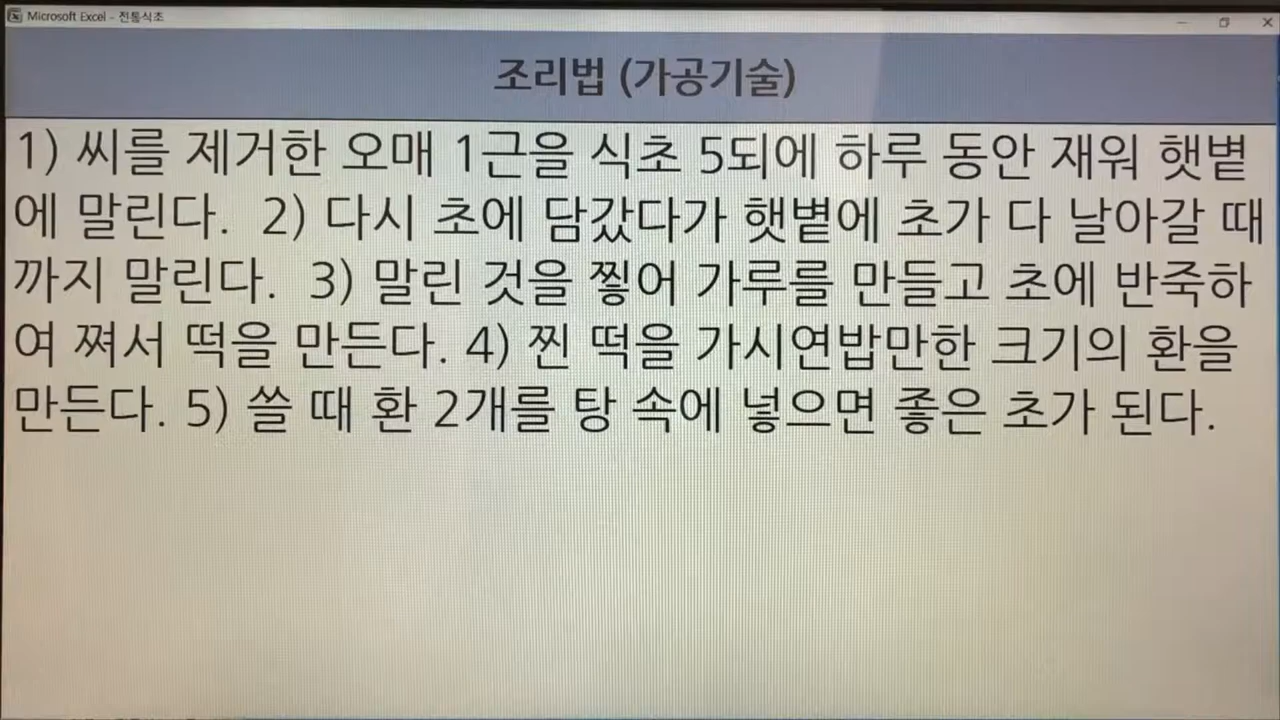 Microsoft Excel - 전통식초
조리법 (가공기술)
1) 씨를 제거한 오매 1근을 식초 5되에 하루 동안 재워 햇볕
에 말린다. 2) 다시 초에 담갔다가 햇볕에 초가 다 날아갈 때
까지 말린다. 3) 말린 것을 찧어 가루를 만들고 초에 반죽하
여 쪄서 떡을 만든다. 4) 찐 떡을 가시연밥만한 크기의 환을
만든다. 5) 쓸 때 환 2개를 탕 속에 넣으면 좋은 초가 된다.